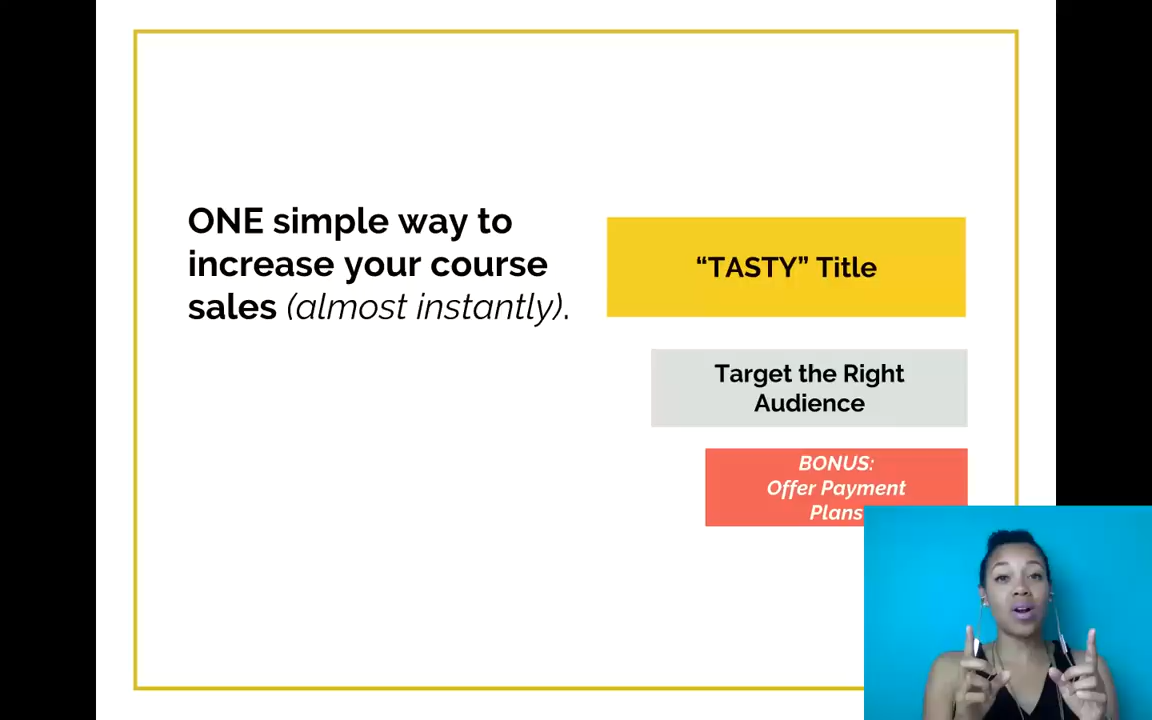 ONE simple way to
increase your course
sales (almost instantly).
“TASTY” Title
Target the Right
Audience
BONUS:
Offer Payment
Plans